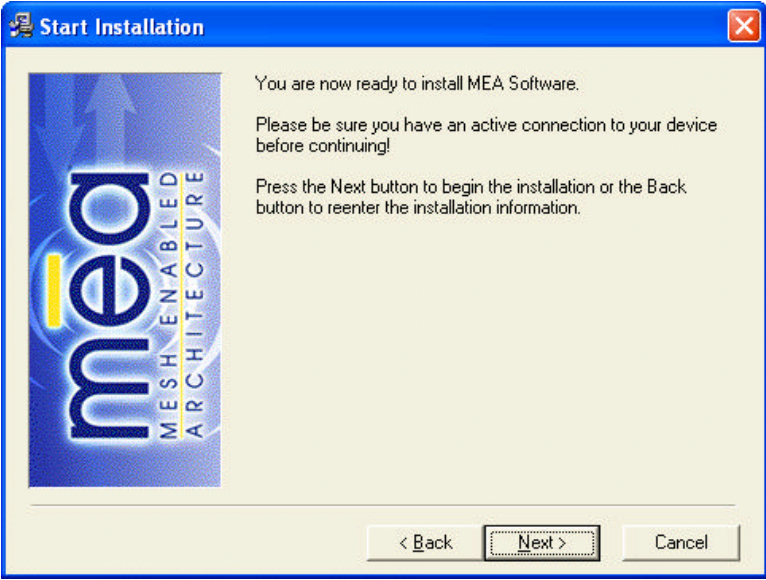 Start Installation
You are now ready to install MEA Software.
Please be sure you have an active connection to your device
before continuing!
Press the Next button to begin the installation or the Back
button to reenter the installation information.
mēa
MESH ENABLED
ARCHITECTURE
< Back
Next >
Cancel